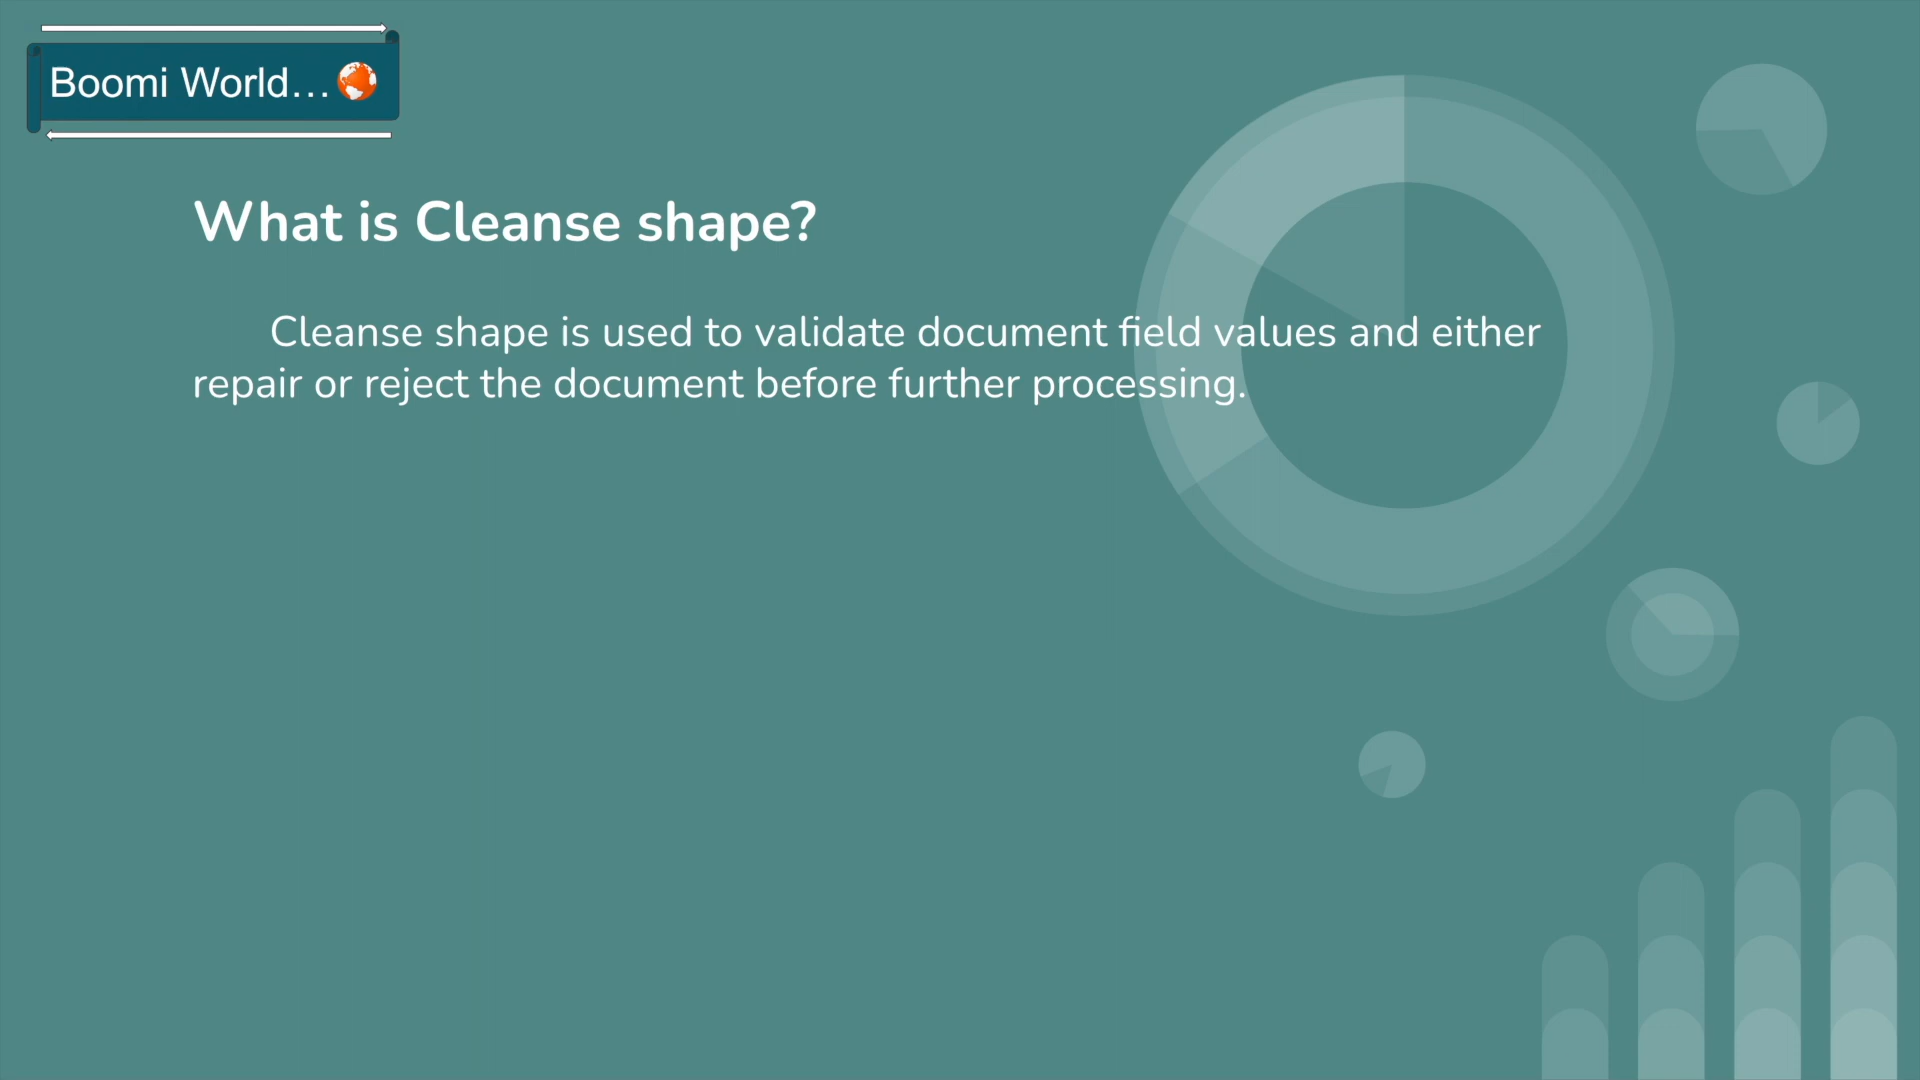 Boomi World...
What is Cleanse shape?
Cleanse shape is used to validate document field values and either
repair or reject the document before further processing.